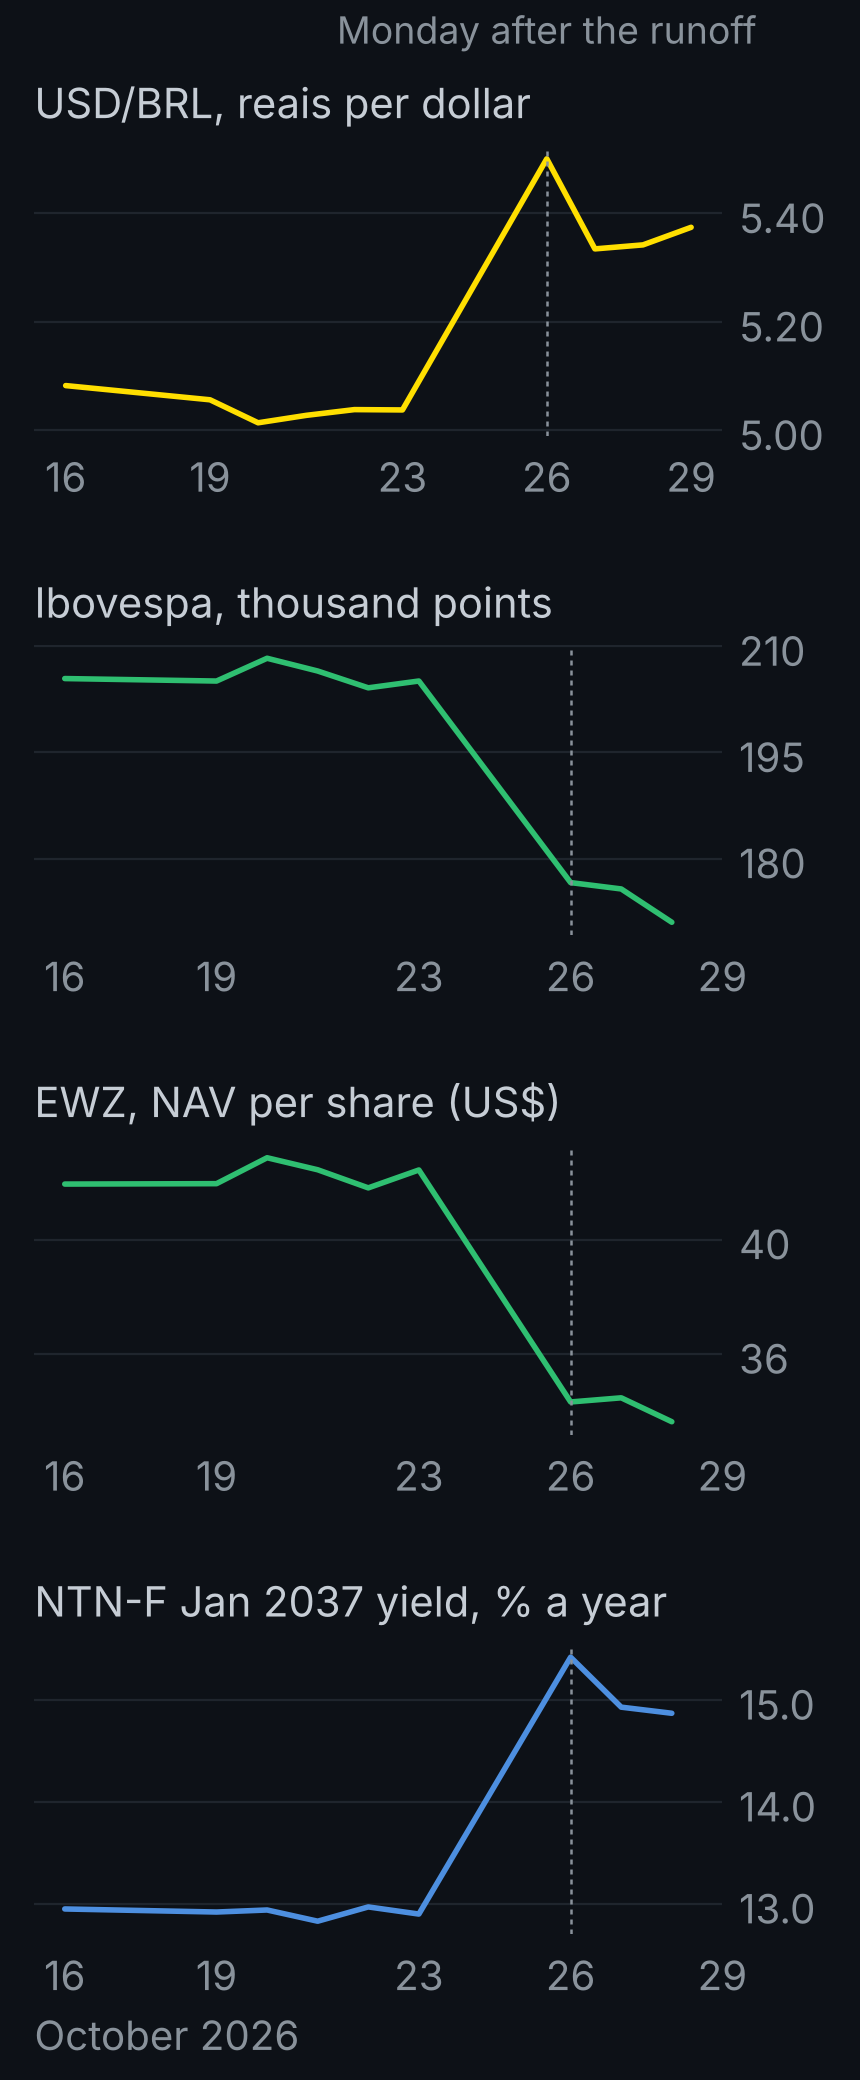 Monday after the runoff
USD/BRL, reais per dollar
5.40
5.20
5.00
16 19 23 26 29
Ibovespa, thousand points
210
195
180
16 19 23 26 29
EWZ, NAV per share (US$)
40
36
16 19 23 26 29
NTN-F Jan 2037 yield, % a year
15.0
14.0
13.0
16 19 23 26 29
October 2026